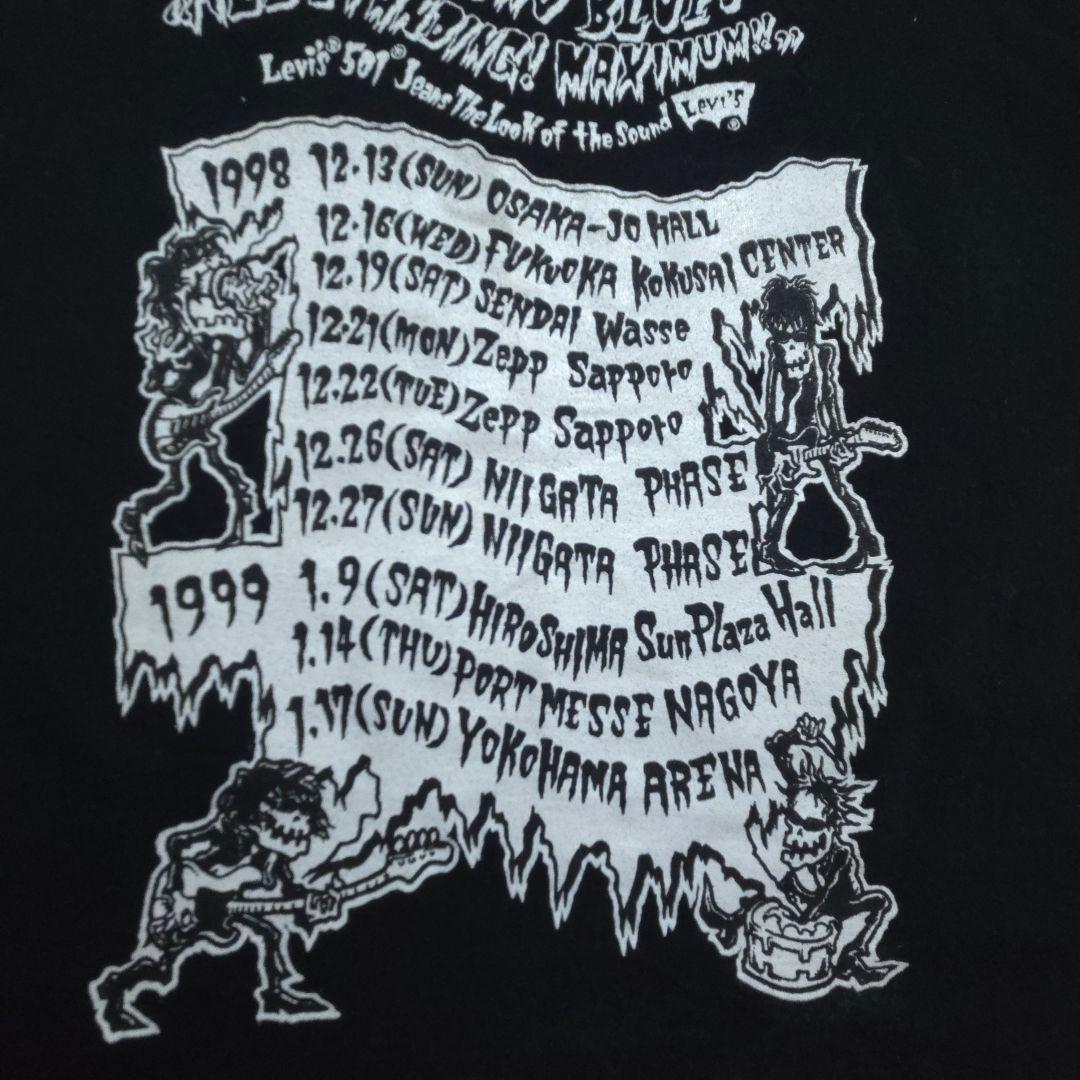 STANDING! MAXIMUM!!”
Levi's® 501® Jeans The Look of the Sound Levi's®
1998 12.13(SUN) OSAKA-JO HALL
12.16(WED) FUKUOKA KOKUSAI CENTER
12.19(SAT) SENDAI Wasse
12.21(MON) Zepp Sapporo
12.22(TUE) Zepp Sapporo
12.26(SAT) NIIGATA PHASE
12.27(SUN) NIIGATA PHASE
1999 1.9(SAT) HIROSHIMA SunPlaza Hall
1.14(THU) PORT MESSE NAGOYA
1.17(SUN) YOKOHAMA ARENA